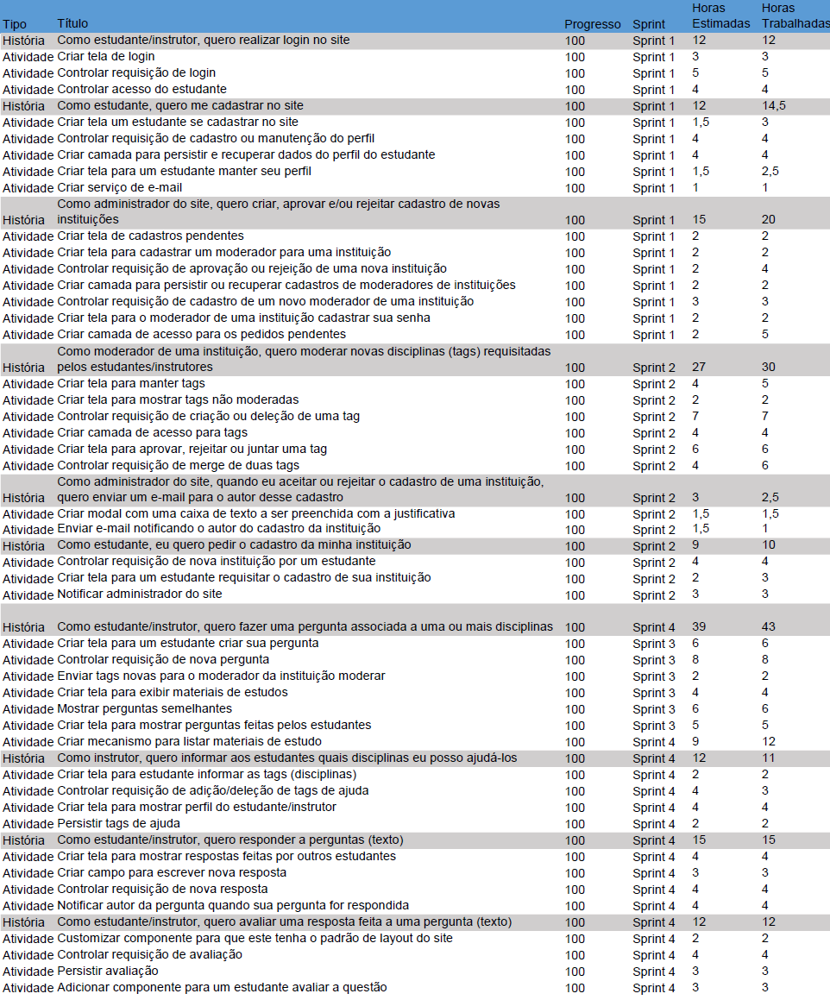 Tipo Título Progresso Sprint Horas Estimadas Horas Trabalhadas
História Como estudante/instrutor, quero realizar login no site 100 Sprint 1 12 12
Atividade Criar tela de login 100 Sprint 1 3 3
Atividade Controlar requisição de login 100 Sprint 1 5 5
Atividade Controlar acesso do estudante 100 Sprint 1 4 4
História Como estudante, quero me cadastrar no site 100 Sprint 1 12 14,5
Atividade Criar tela um estudante se cadastrar no site 100 Sprint 1 1,5 3
Atividade Controlar requisição de cadastro ou manutenção do perfil 100 Sprint 1 4 4
Atividade Criar camada para persistir e recuperar dados do perfil do estudante 100 Sprint 1 4 4
Atividade Criar tela para um estudante manter seu perfil 100 Sprint 1 1,5 2,5
Atividade Criar serviço de e-mail 100 Sprint 1 1 1
Como administrador do site, quero criar, aprovar e/ou rejeitar cadastro de novas
História instituições 100 Sprint 1 15 20
Atividade Criar tela de cadastros pendentes 100 Sprint 1 2 2
Atividade Criar tela para cadastrar um moderador para uma instituição 100 Sprint 1 2 2
Atividade Controlar requisição de aprovação ou rejeição de uma nova instituição 100 Sprint 1 2 4
Atividade Criar camada para persistir ou recuperar cadastros de moderadores de instituições 100 Sprint 1 2 2
Atividade Controlar requisição de cadastro de um novo moderador de uma instituição 100 Sprint 1 3 3
Atividade Criar tela para o moderador de uma instituição cadastrar sua senha 100 Sprint 1 2 2
Atividade Criar camada de acesso para os pedidos pendentes 100 Sprint 1 2 5
Como moderador de uma instituição, quero moderar novas disciplinas (tags) requisitadas
História pelos estudantes/instrutores 100 Sprint 2 27 30
Atividade Criar tela para manter tags 100 Sprint 2 4 5
Atividade Criar tela para mostrar tags não moderadas 100 Sprint 2 2 2
Atividade Controlar requisição de criação ou deleção de uma tag 100 Sprint 2 7 7
Atividade Criar camada de acesso para tags 100 Sprint 2 4 4
Atividade Criar tela para aprovar, rejeitar ou juntar uma tag 100 Sprint 2 6 6
Atividade Controlar requisição de merge de duas tags 100 Sprint 2 4 6
Como administrador do site, quando eu aceitar ou rejeitar o cadastro de uma instituição,
História quero enviar um e-mail para o autor desse cadastro 100 Sprint 2 3 2,5
Atividade Criar modal com uma caixa de texto a ser preenchida com a justificativa 100 Sprint 2 1,5 1,5
Atividade Enviar e-mail notificando o autor do cadastro da instituição 100 Sprint 2 1,5 1
História Como estudante, eu quero pedir o cadastro da minha instituição 100 Sprint 2 9 10
Atividade Controlar requisição de nova instituição por um estudante 100 Sprint 2 4 4
Atividade Criar tela para um estudante requisitar o cadastro de sua instituição 100 Sprint 2 2 3
Atividade Notificar administrador do site 100 Sprint 2 3 3
História Como estudante/instrutor, quero fazer uma pergunta associada a uma ou mais disciplinas 100 Sprint 4 39 43
Atividade Criar tela para um estudante criar sua pergunta 100 Sprint 3 6 6
Atividade Controlar requisição de nova pergunta 100 Sprint 3 8 8
Atividade Enviar tags novas para o moderador da instituição moderar 100 Sprint 3 2 2
Atividade Criar tela para exibir materiais de estudos 100 Sprint 3 4 4
Atividade Mostrar perguntas semelhantes 100 Sprint 3 6 6
Atividade Criar tela para mostrar perguntas feitas pelos estudantes 100 Sprint 3 5 5
Atividade Criar mecanismo para listar materiais de estudo 100 Sprint 4 9 12
História Como instrutor, quero informar aos estudantes quais disciplinas eu posso ajudá-los 100 Sprint 4 12 11
Atividade Criar tela para estudante informar as tags (disciplinas) 100 Sprint 4 2 2
Atividade Controlar requisição de adição/deleção de tags de ajuda 100 Sprint 4 4 3
Atividade Criar tela para mostrar perfil do estudante/instrutor 100 Sprint 4 4 4
Atividade Persistir tags de ajuda 100 Sprint 4 2 2
História Como estudante/instrutor, quero responder a perguntas (texto) 100 Sprint 4 15 15
Atividade Criar tela para mostrar respostas feitas por outros estudantes 100 Sprint 4 4 4
Atividade Criar campo para escrever nova resposta 100 Sprint 4 3 3
Atividade Controlar requisição de nova resposta 100 Sprint 4 4 4
Atividade Notificar autor da pergunta quando sua pergunta for respondida 100 Sprint 4 4 4
História Como estudante/instrutor, quero avaliar uma resposta feita a uma pergunta (texto) 100 Sprint 4 12 12
Atividade Customizar componente para que este tenha o padrão de layout do site 100 Sprint 4 2 2
Atividade Controlar requisição de avaliação 100 Sprint 4 4 4
Atividade Persistir avaliação 100 Sprint 4 3 3
Atividade Adicionar componente para um estudante avaliar a questão 100 Sprint 4 3 3